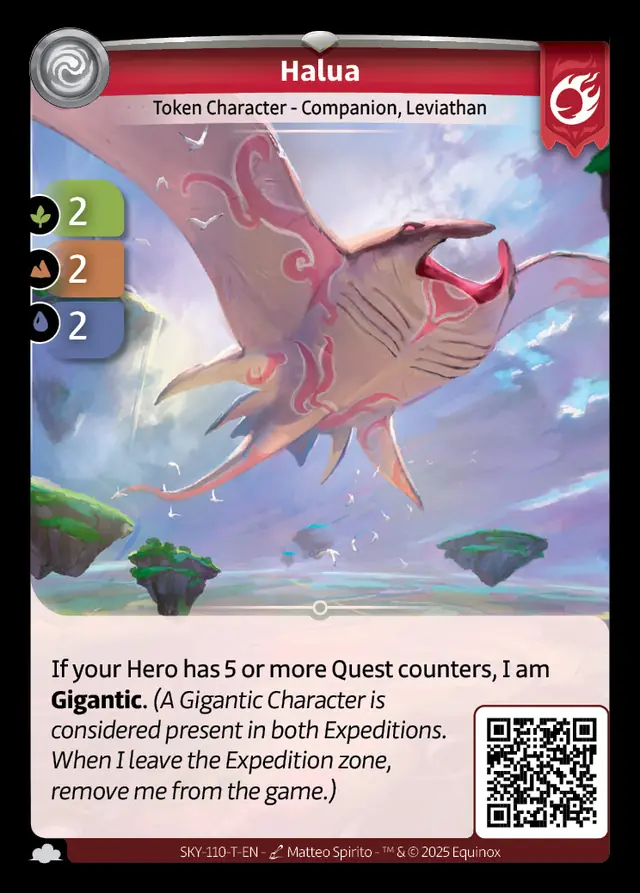 Halua
Token Character - Companion, Leviathan
2
2
2
If your Hero has 5 or more Quest counters, I am
Gigantic. (A Gigantic Character is
considered present in both Expeditions.
When I leave the Expedition zone,
remove me from the game.)
SKY-110-T-EN - Matteo Spirito - ™ & © 2025 Equinox